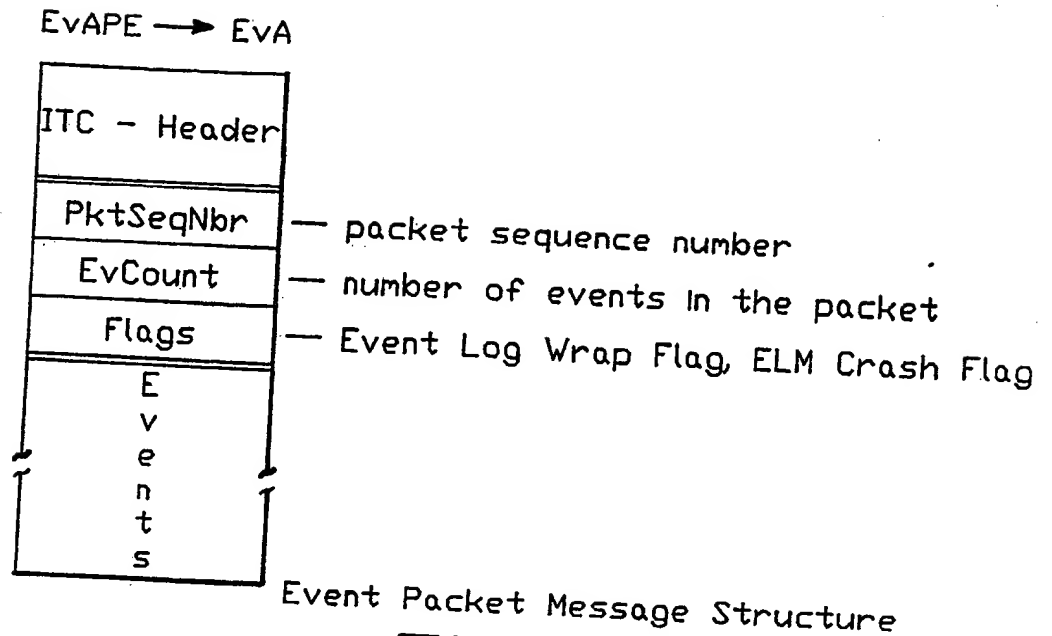 EvAPE → EvA
ITC - Header
PktSeqNbr — packet sequence number
EvCount — number of events in the packet
Flags — Event Log Wrap Flag, ELM Crash Flag
E
v
e
n
t
s
Event Packet Message Structure